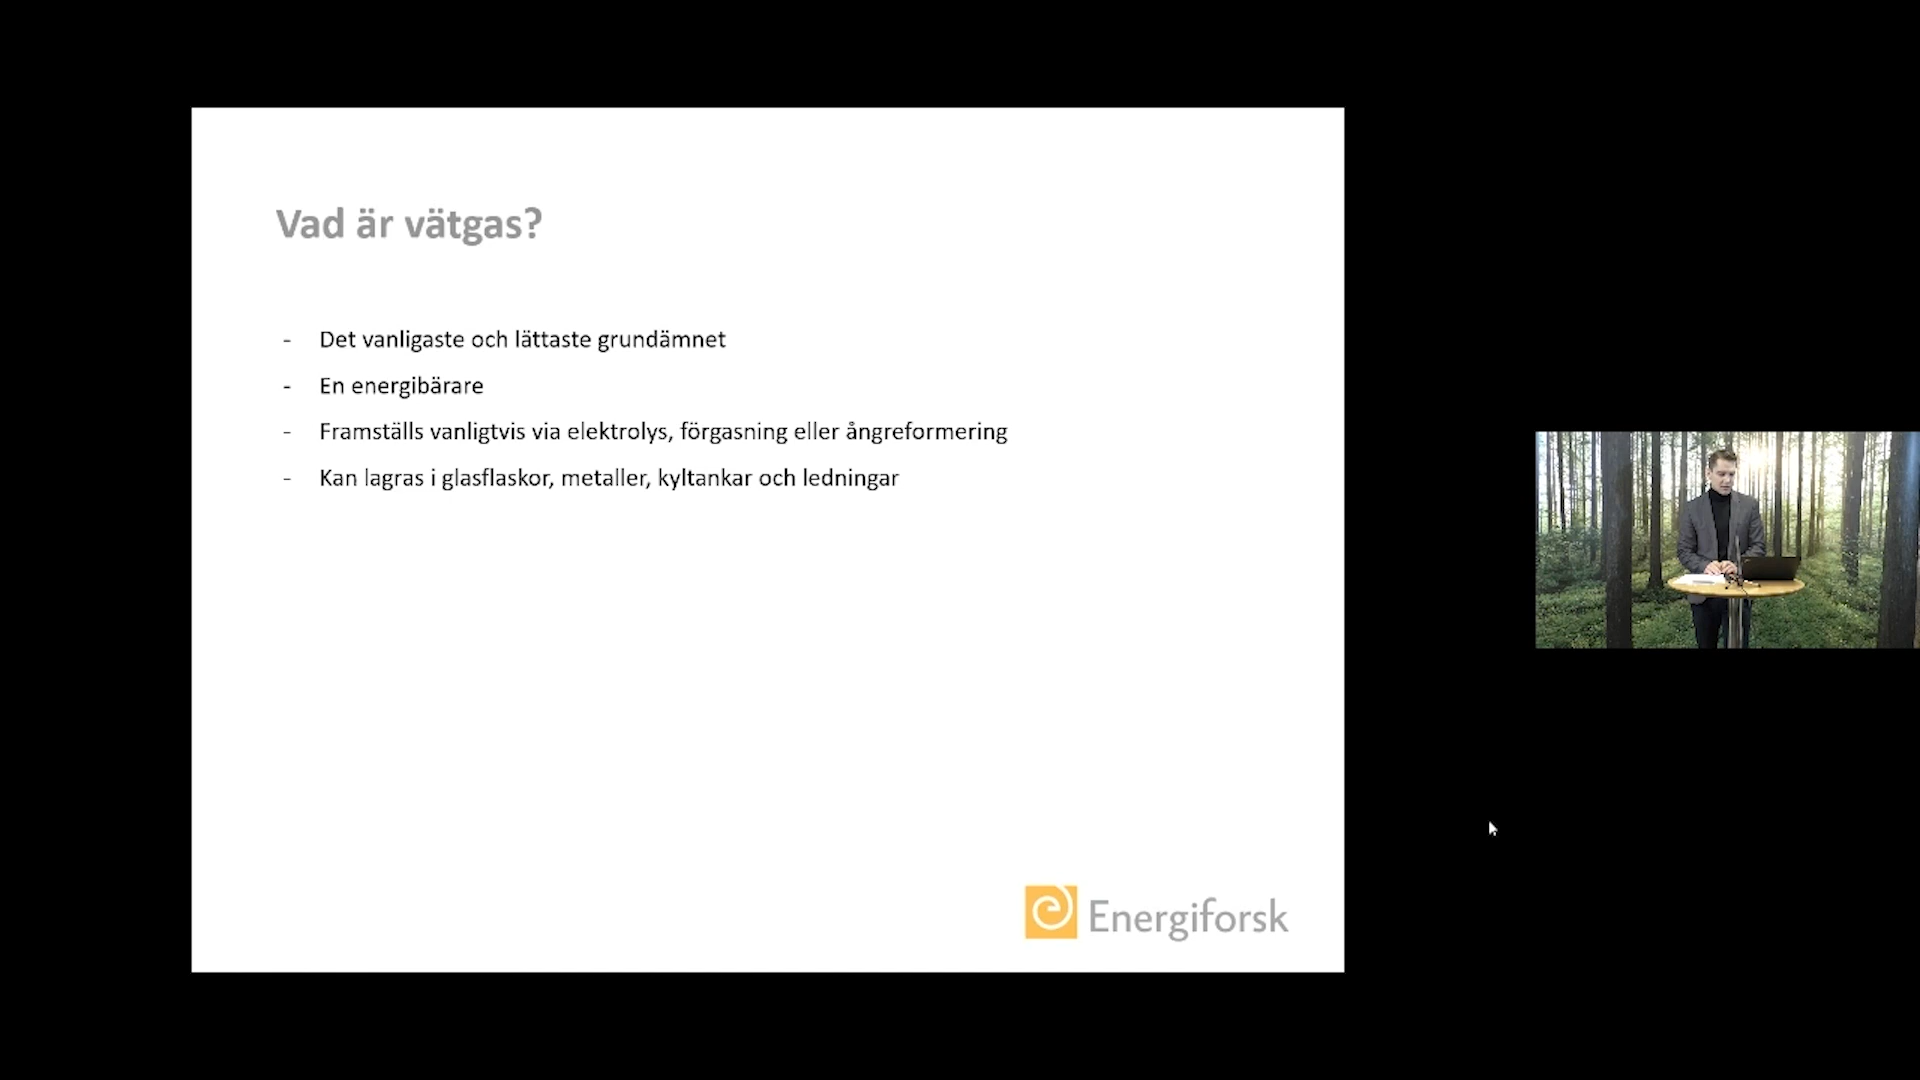 Vad är vätgas?
- Det vanligaste och lättaste grundämnet
- En energibärare
- Framställs vanligtvis via elektrolys, förgasning eller ångreformering
- Kan lagras i glasflaskor, metaller, kyltankar och ledningar
Energiforsk